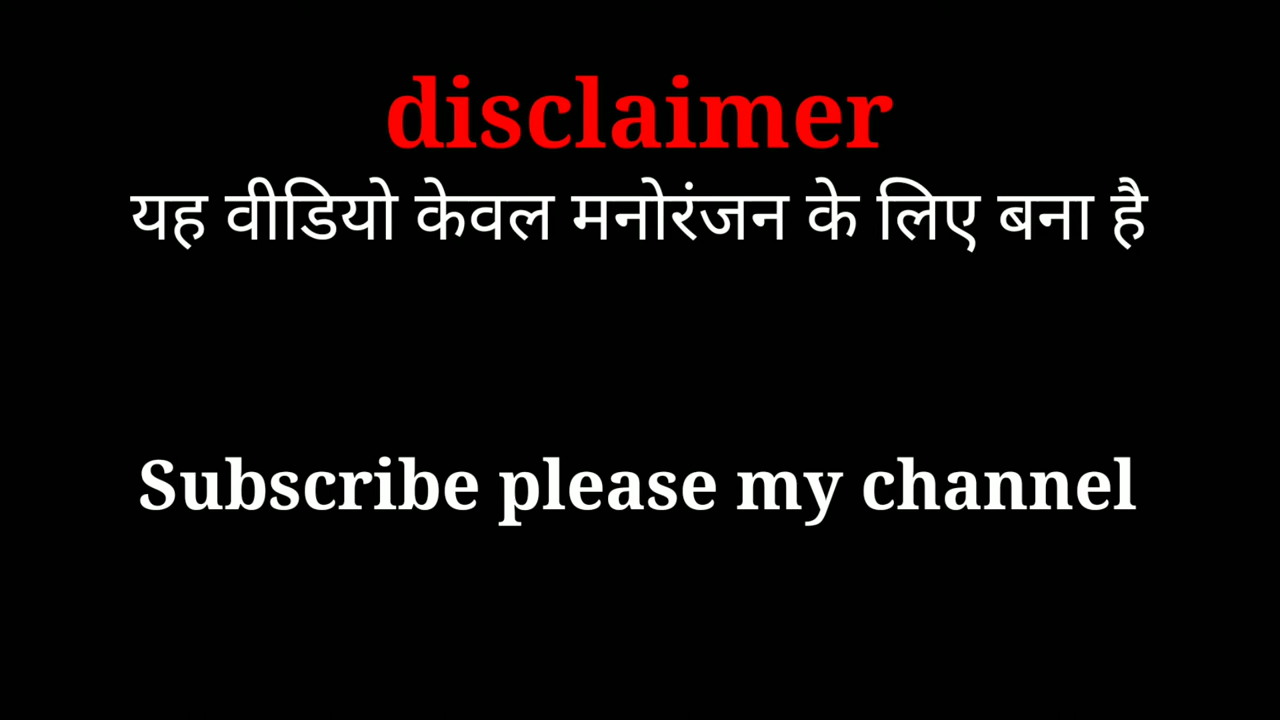 disclaimer
यह वीडियो केवल मनोरंजन के लिए बना है
Subscribe please my channel